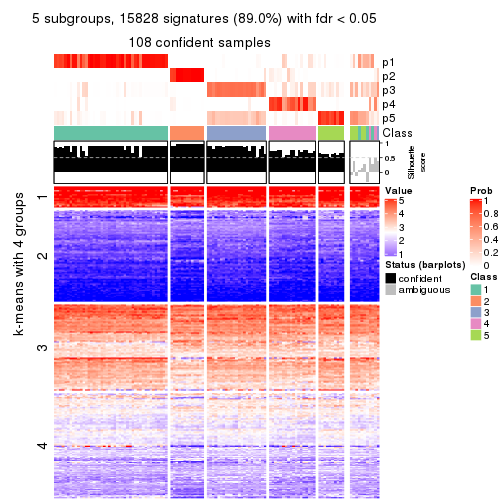 5 subgroups, 15828 signatures (89.0%) with fdr < 0.05
108 confident samples
p1
p2
p3
p4
p5
Class
1
0.5
0
Silhouette
score
k-means with 4 groups
1
2
3
4
Value
5
4
3
2
1
Status (barplots)
confident
ambiguous
Prob
1
0.8
0.6
0.4
0.2
0
Class
1
2
3
4
5